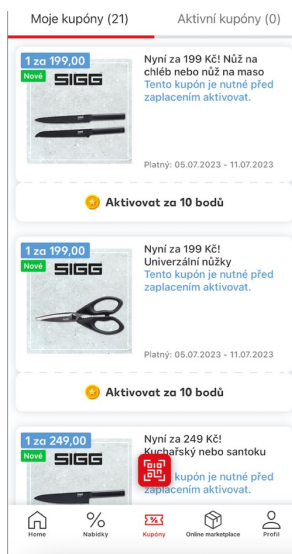 Moje kupóny (21)
Aktivní kupóny (0)
1 za 199,00
Nové
SIGG
Nyní za 199 Kč! Nůž na
chléb nebo nůž na maso
Tento kupón je nutné před
zaplacením aktivovat.
Platný: 05.07.2023 - 11.07.2023
Aktivovat za 10 bodů
1 za 199,00
Nové
SIGG
Nyní za 199 Kč!
Univerzální nůžky
Tento kupón je nutné před
zaplacením aktivovat.
Platný: 05.07.2023 - 11.07.2023
Aktivovat za 10 bodů
1 za 249,00
Nové
SIGG
Nyní za 249 Kč!
Kuchařský nebo santoku
kupón je nutné před
zaplacením aktivovat.
Home
Nabídky
Kupóny
Online marketplace
Profil